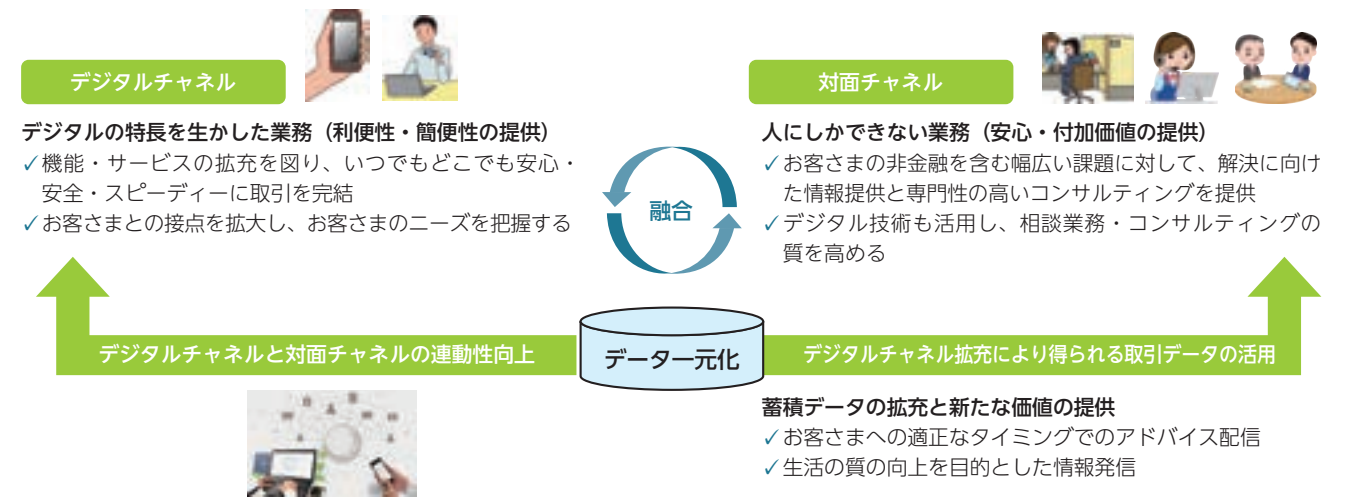 デジタルチャネル
デジタルの特長を生かした業務（利便性・簡便性の提供）
✓機能・サービスの拡充を図り、いつでもどこでも安心・
安全・スピーディーに取引を完結
✓お客さまとの接点を拡大し、お客さまのニーズを把握する
融合
対面チャネル
人にしかできない業務（安心・付加価値の提供）
✓お客さまの非金融を含む幅広い課題に対して、解決に向け
た情報提供と専門性の高いコンサルティングを提供
✓デジタル技術も活用し、相談業務・コンサルティングの
質を高める
デジタルチャネルと対面チャネルの連動性向上
データ一元化
デジタルチャネル拡充により得られる取引データの活用
蓄積データの拡充と新たな価値の提供
✓お客さまへの適正なタイミングでのアドバイス配信
✓生活の質の向上を目的とした情報発信